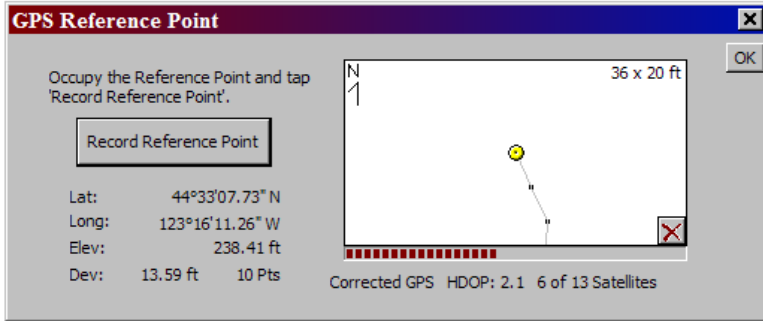 GPS Reference Point
OK
Occupy the Reference Point and tap
'Record Reference Point'.
Record Reference Point
Lat: 44°33'07.73" N
Long: 123°16'11.26" W
Elev: 238.41 ft
Dev: 13.59 ft 10 Pts
N
36 x 20 ft
Corrected GPS HDOP: 2.1 6 of 13 Satellites